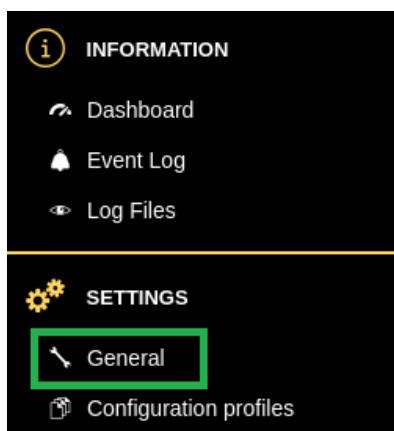 INFORMATION
Dashboard
Event Log
Log Files
SETTINGS
General
Configuration profiles